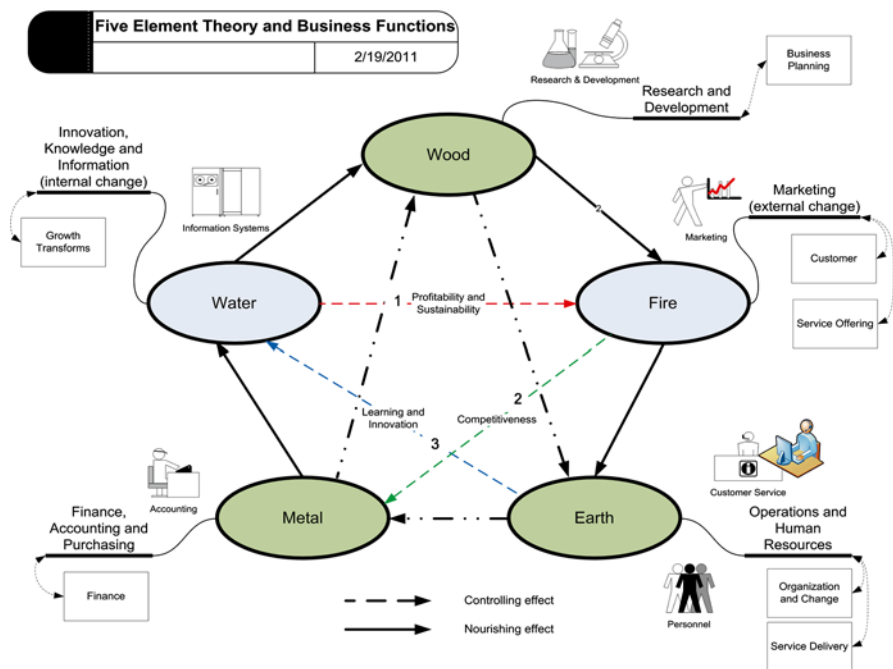 Five Element Theory and Business Functions
2/19/2011
Research & Development
Business
Planning
Research and
Development
Wood
Innovation,
Knowledge and
Information
(internal change)
Growth
Transforms
Information Systems
2
Marketing
Marketing
(external change)
Customer
Service Offering
Water
1
Profitability and
Sustainability
Fire
Learning and
Innovation
3
2
Competitiveness
Customer Service
Accounting
Finance,
Accounting and
Purchasing
Finance
Metal
Earth
Operations and
Human
Resources
Organization
and Change
Service Delivery
Personnel
Controlling effect
Nourishing effect